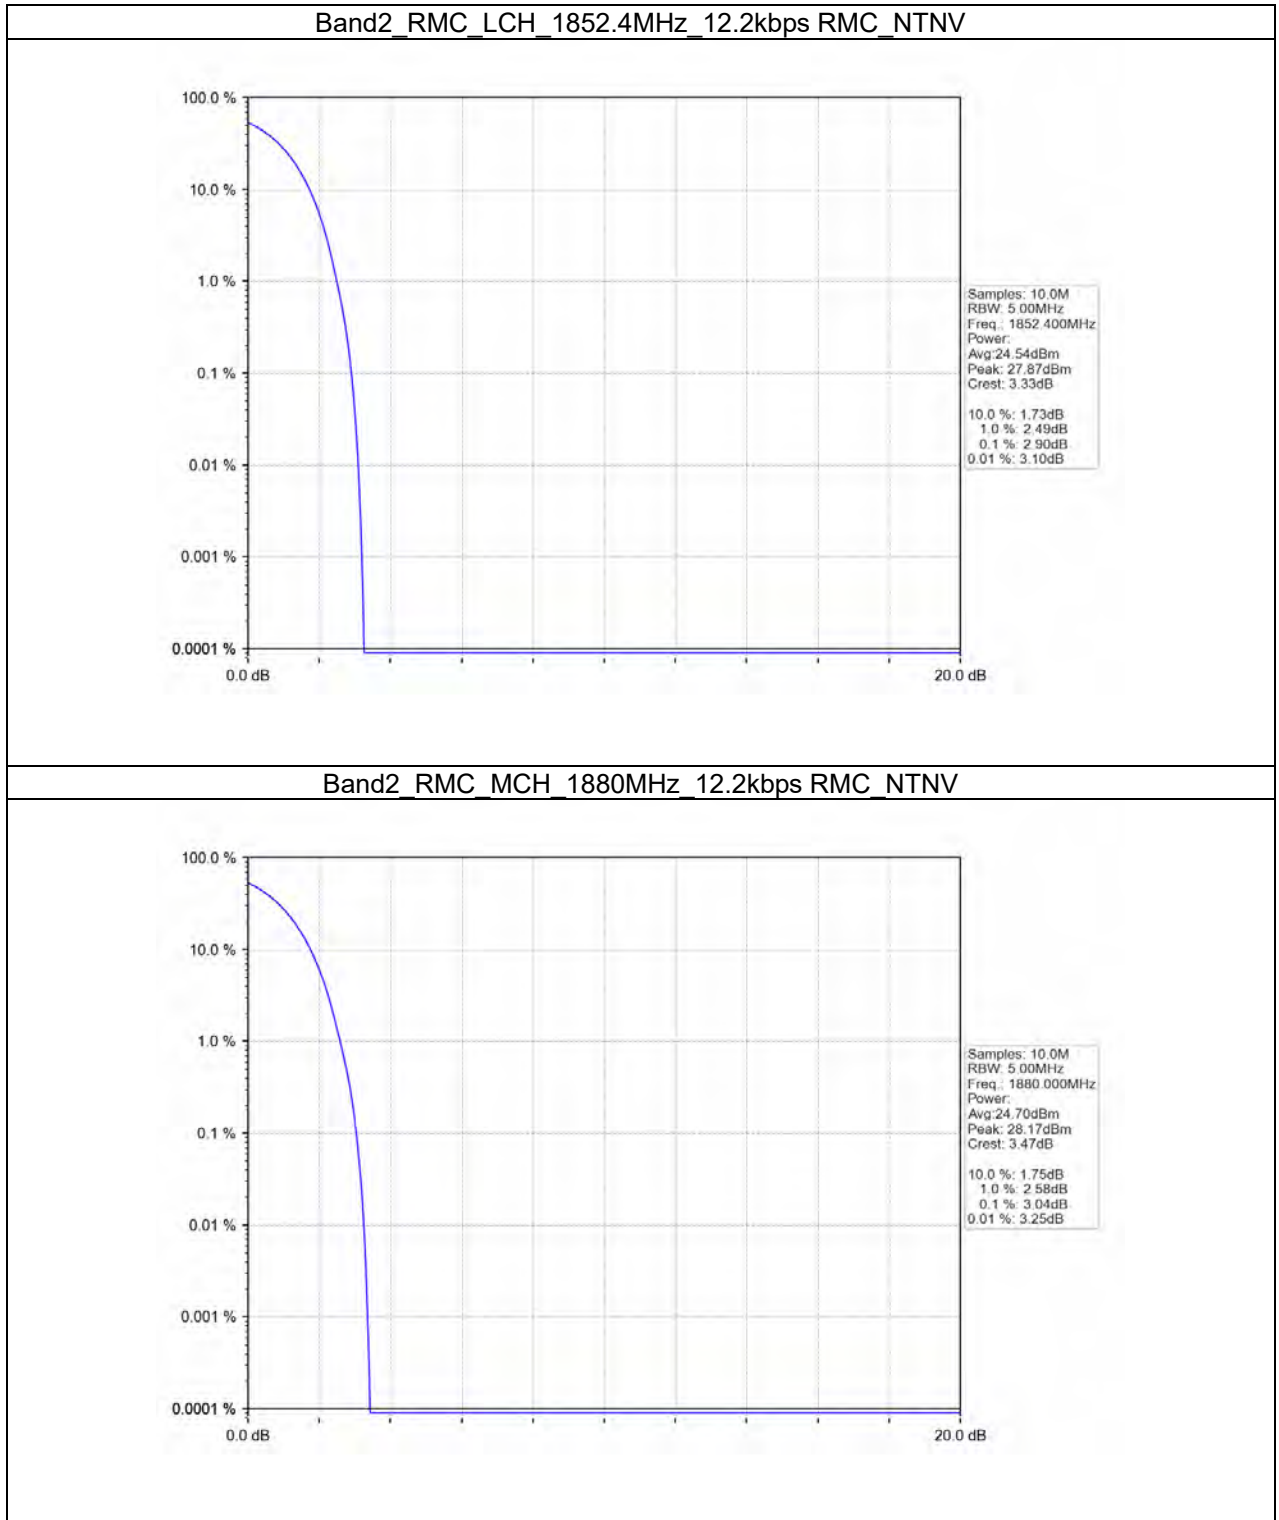 Band2_RMC_LCH_1852.4MHz_12.2kbps RMC_NTNV
100.0 %
10.0 %
1.0 %
0.1 %
0.01 %
0.001 %
0.0001 %
0.0 dB
20.0 dB
Samples: 10.0M
RBW: 5.00MHz
Freq.: 1852.400MHz
Power:
Avg:24.54dBm
Peak: 27.87dBm
Crest: 3.33dB
10.0 %: 1.73dB
1.0 %: 2.49dB
0.1 %: 2.90dB
0.01 %: 3.10dB
Band2_RMC_MCH_1880MHz_12.2kbps RMC_NTNV
100.0 %
10.0 %
1.0 %
0.1 %
0.01 %
0.001 %
0.0001 %
0.0 dB
20.0 dB
Samples: 10.0M
RBW: 5.00MHz
Freq.: 1880.000MHz
Power:
Avg:24.70dBm
Peak: 28.17dBm
Crest: 3.47dB
10.0 %: 1.75dB
1.0 %: 2.58dB
0.1 %: 3.04dB
0.01 %: 3.25dB